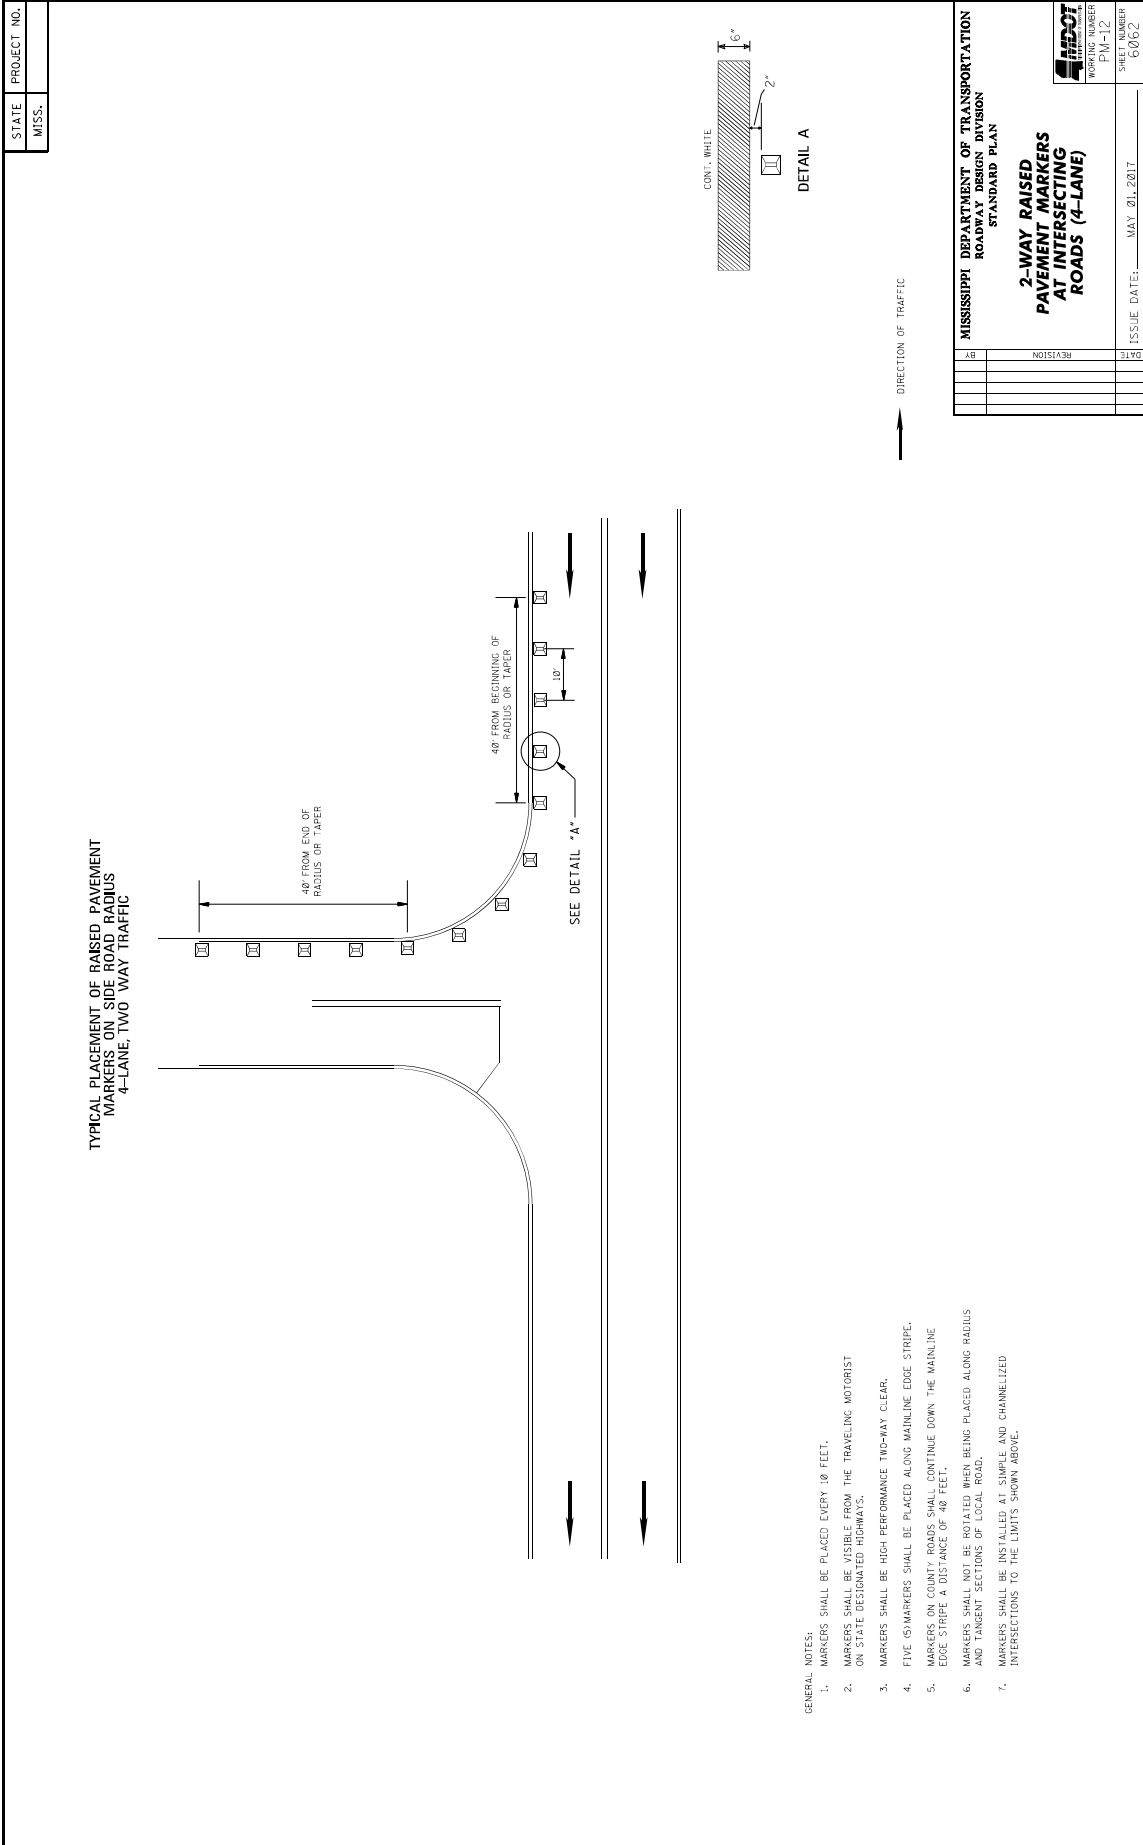 STATE PROJECT NO.
MISS.
TYPICAL PLACEMENT OF RAISED PAVEMENT
MARKERS ON SIDE ROAD RADIUS
4-LANE, TWO WAY TRAFFIC
40' FROM END OF
RADIUS OR TAPER
40' FROM BEGINNING OF
RADIUS OR TAPER
10'
SEE DETAIL "A"
CONT. WHITE
6"
2"
DETAIL A
DIRECTION OF TRAFFIC
GENERAL NOTES:
1. MARKERS SHALL BE PLACED EVERY 10 FEET.
2. MARKERS SHALL BE VISIBLE FROM THE TRAVELING MOTORIST
ON STATE DESIGNATED HIGHWAYS.
3. MARKERS SHALL BE HIGH PERFORMANCE TWO-WAY CLEAR.
4. FIVE (5) MARKERS SHALL BE PLACED ALONG MAINLINE EDGE STRIPE.
5. MARKERS ON COUNTY ROADS SHALL CONTINUE DOWN THE MAINLINE
EDGE STRIPE A DISTANCE OF 40 FEET.
6. MARKERS SHALL NOT BE ROTATED WHEN BEING PLACED ALONG RADIUS
AND TANGENT SECTIONS OF LOCAL ROAD.
7. MARKERS SHALL BE INSTALLED AT SIMPLE AND CHANNELIZED
INTERSECTIONS TO THE LIMITS SHOWN ABOVE.
BY
REVISION
DATE
MISSISSIPPI DEPARTMENT OF TRANSPORTATION
ROADWAY DESIGN DIVISION
STANDARD PLAN
2-WAY RAISED
PAVEMENT MARKERS
AT INTERSECTING
ROADS (4-LANE)
ISSUE DATE: MAY 01, 2017
MDOT
WORKING NUMBER
PM-12
SHEET NUMBER
6062